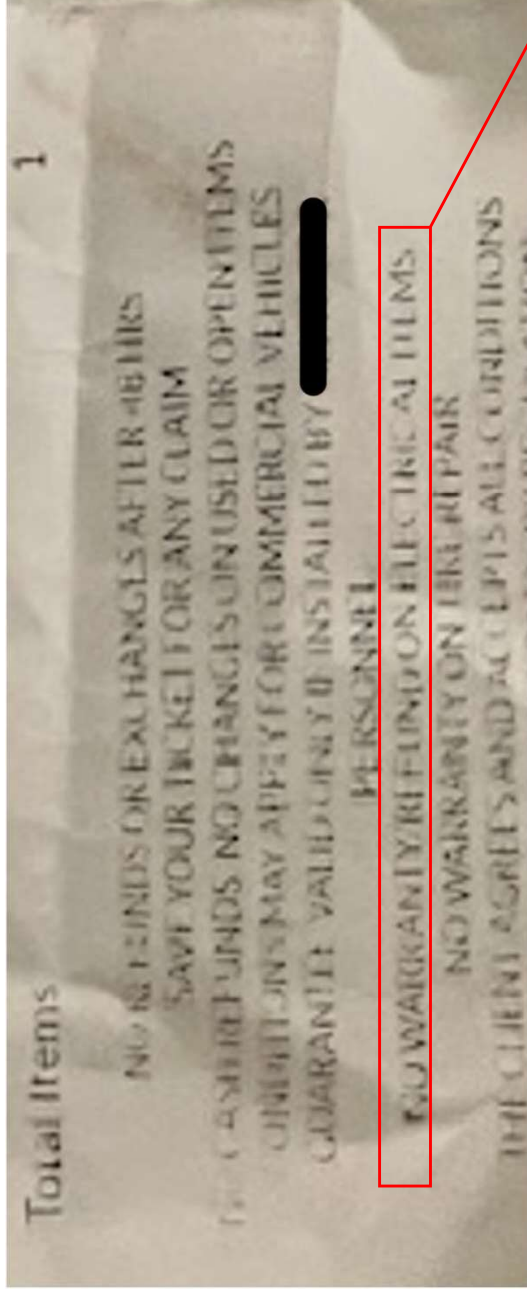 Total Items 1
NO REFUNDS OR EXCHANGES AFTER 48 HRS
SAVE YOUR TICKET FOR ANY CLAIM
CASH REFUNDS NO CHANGES ON USED OR OPEN ITEMS
CONDITIONS MAY APPLY FOR COMMERCIAL VEHICLES
GUARANTEE VALID ONLY IF INSTALLED BY
PERSONNEL
NO WARRANTY/REFUND ON ELECTRICAL ITEMS
NO WARRANTY ON TIRE REPAIR
THE CLIENT AGREES AND ACCEPTS ALL CONDITIONS